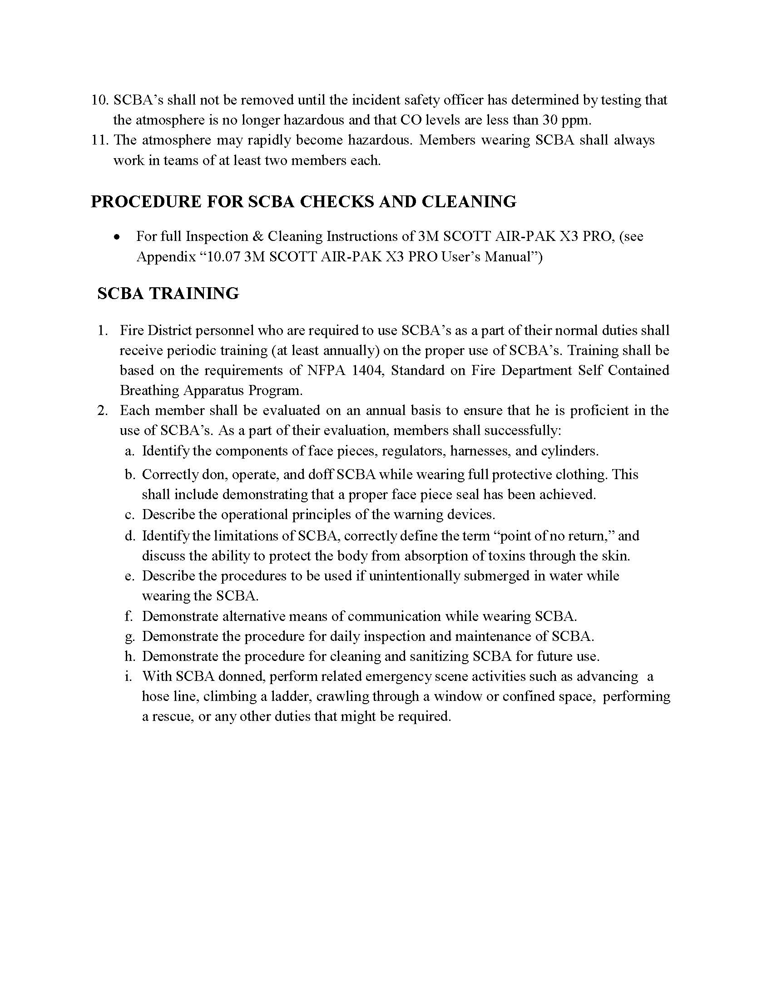 10. SCBA’s shall not be removed until the incident safety officer has determined by testing that
the atmosphere is no longer hazardous and that CO levels are less than 30 ppm.
11. The atmosphere may rapidly become hazardous. Members wearing SCBA shall always
work in teams of at least two members each.
PROCEDURE FOR SCBA CHECKS AND CLEANING
• For full Inspection & Cleaning Instructions of 3M SCOTT AIR-PAK X3 PRO, (see
Appendix “10.07 3M SCOTT AIR-PAK X3 PRO User’s Manual”)
SCBA TRAINING
1. Fire District personnel who are required to use SCBA’s as a part of their normal duties shall
receive periodic training (at least annually) on the proper use of SCBA’s. Training shall be
based on the requirements of NFPA 1404, Standard on Fire Department Self Contained
Breathing Apparatus Program.
2. Each member shall be evaluated on an annual basis to ensure that he is proficient in the
use of SCBA’s. As a part of their evaluation, members shall successfully:
a. Identify the components of face pieces, regulators, harnesses, and cylinders.
b. Correctly don, operate, and doff SCBA while wearing full protective clothing. This
shall include demonstrating that a proper face piece seal has been achieved.
c. Describe the operational principles of the warning devices.
d. Identify the limitations of SCBA, correctly define the term “point of no return,” and
discuss the ability to protect the body from absorption of toxins through the skin.
e. Describe the procedures to be used if unintentionally submerged in water while
wearing the SCBA.
f. Demonstrate alternative means of communication while wearing SCBA.
g. Demonstrate the procedure for daily inspection and maintenance of SCBA.
h. Demonstrate the procedure for cleaning and sanitizing SCBA for future use.
i. With SCBA donned, perform related emergency scene activities such as advancing a
hose line, climbing a ladder, crawling through a window or confined space, performing
a rescue, or any other duties that might be required.